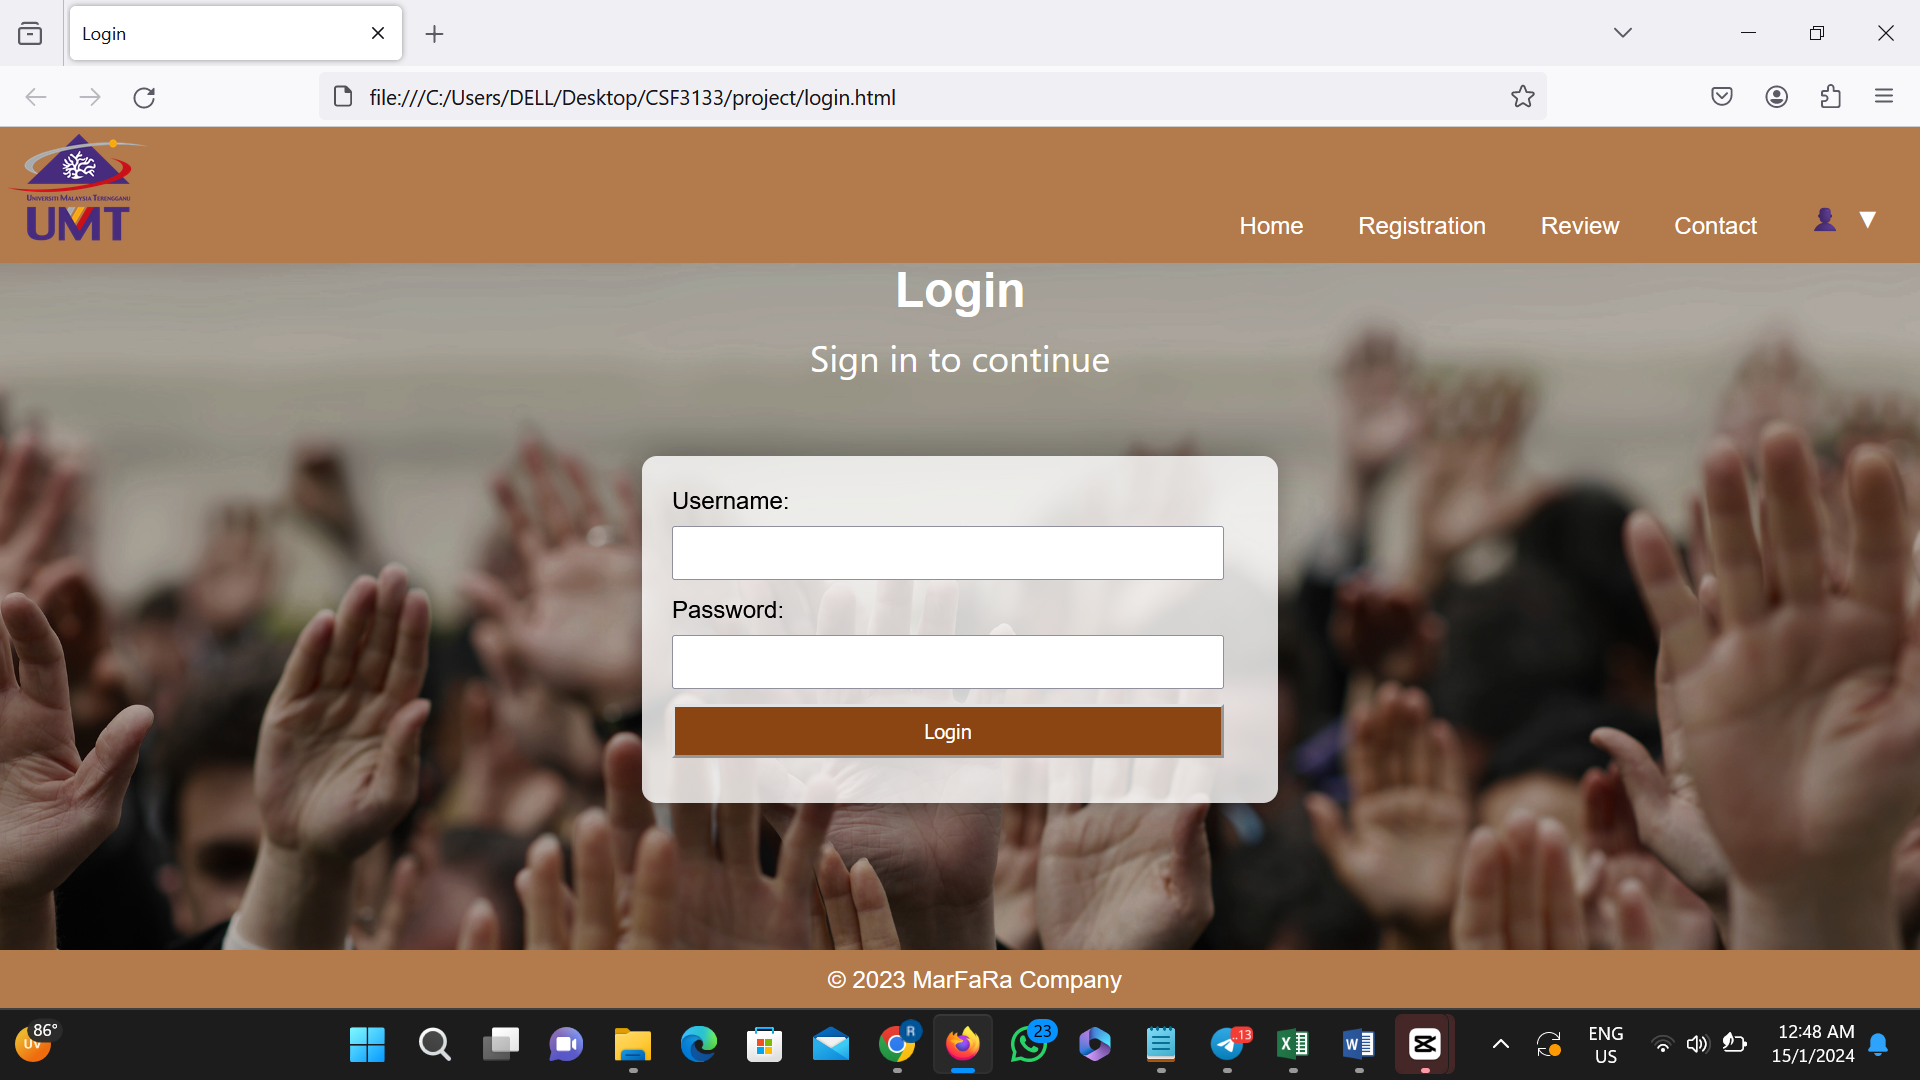 Login
file:///C:/Users/DELL/Desktop/CSF3133/project/login.html
UNIVERSITI MALAYSIA TERENGGANU
UMT
Home
Registration
Review
Contact
Login
Sign in to continue
Username:
Password:
Login
© 2023 MarFaRa Company
86°
UV
R
23
..13
ENG
US
12:48 AM
15/1/2024